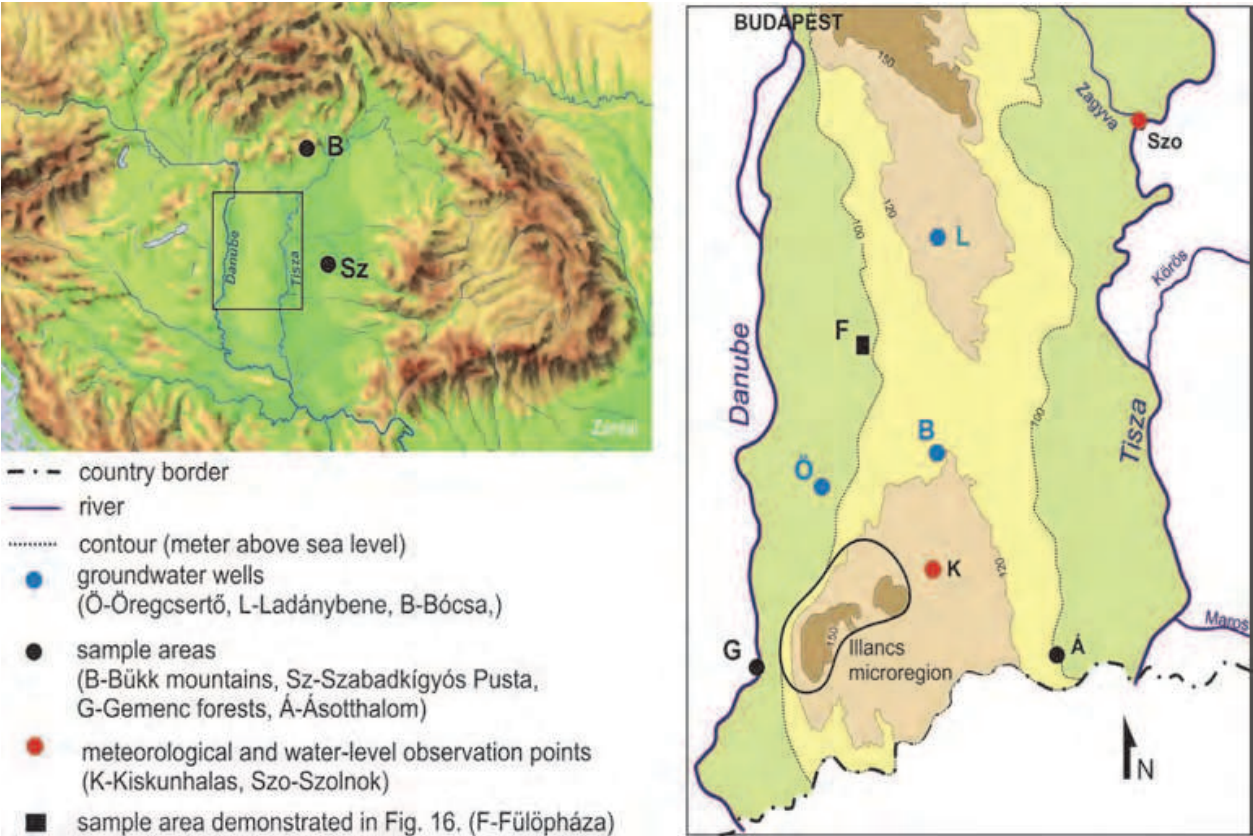 B
Danube
Tisza
Sz
country border
river
contour (meter above sea level)
groundwater wells
(Ö-Öregcsertő, L-Ladánybene, B-Bócsa,)
sample areas
(B-Bükk mountains, Sz-Szabadkígyós Pusta,
G-Gemenc forests, Á-Ásotthalom)
meteorological and water-level observation points
(K-Kiskunhalas, Szo-Szolnok)
sample area demonstrated in Fig. 16. (F-Fülöpháza)
BUDAPEST
150
Zagyva
Szo
120
100
L
Körös
F
Danube
100
Tisza
B
Ö
K
120
150
Illancs
microregion
G
Á
Maros
N